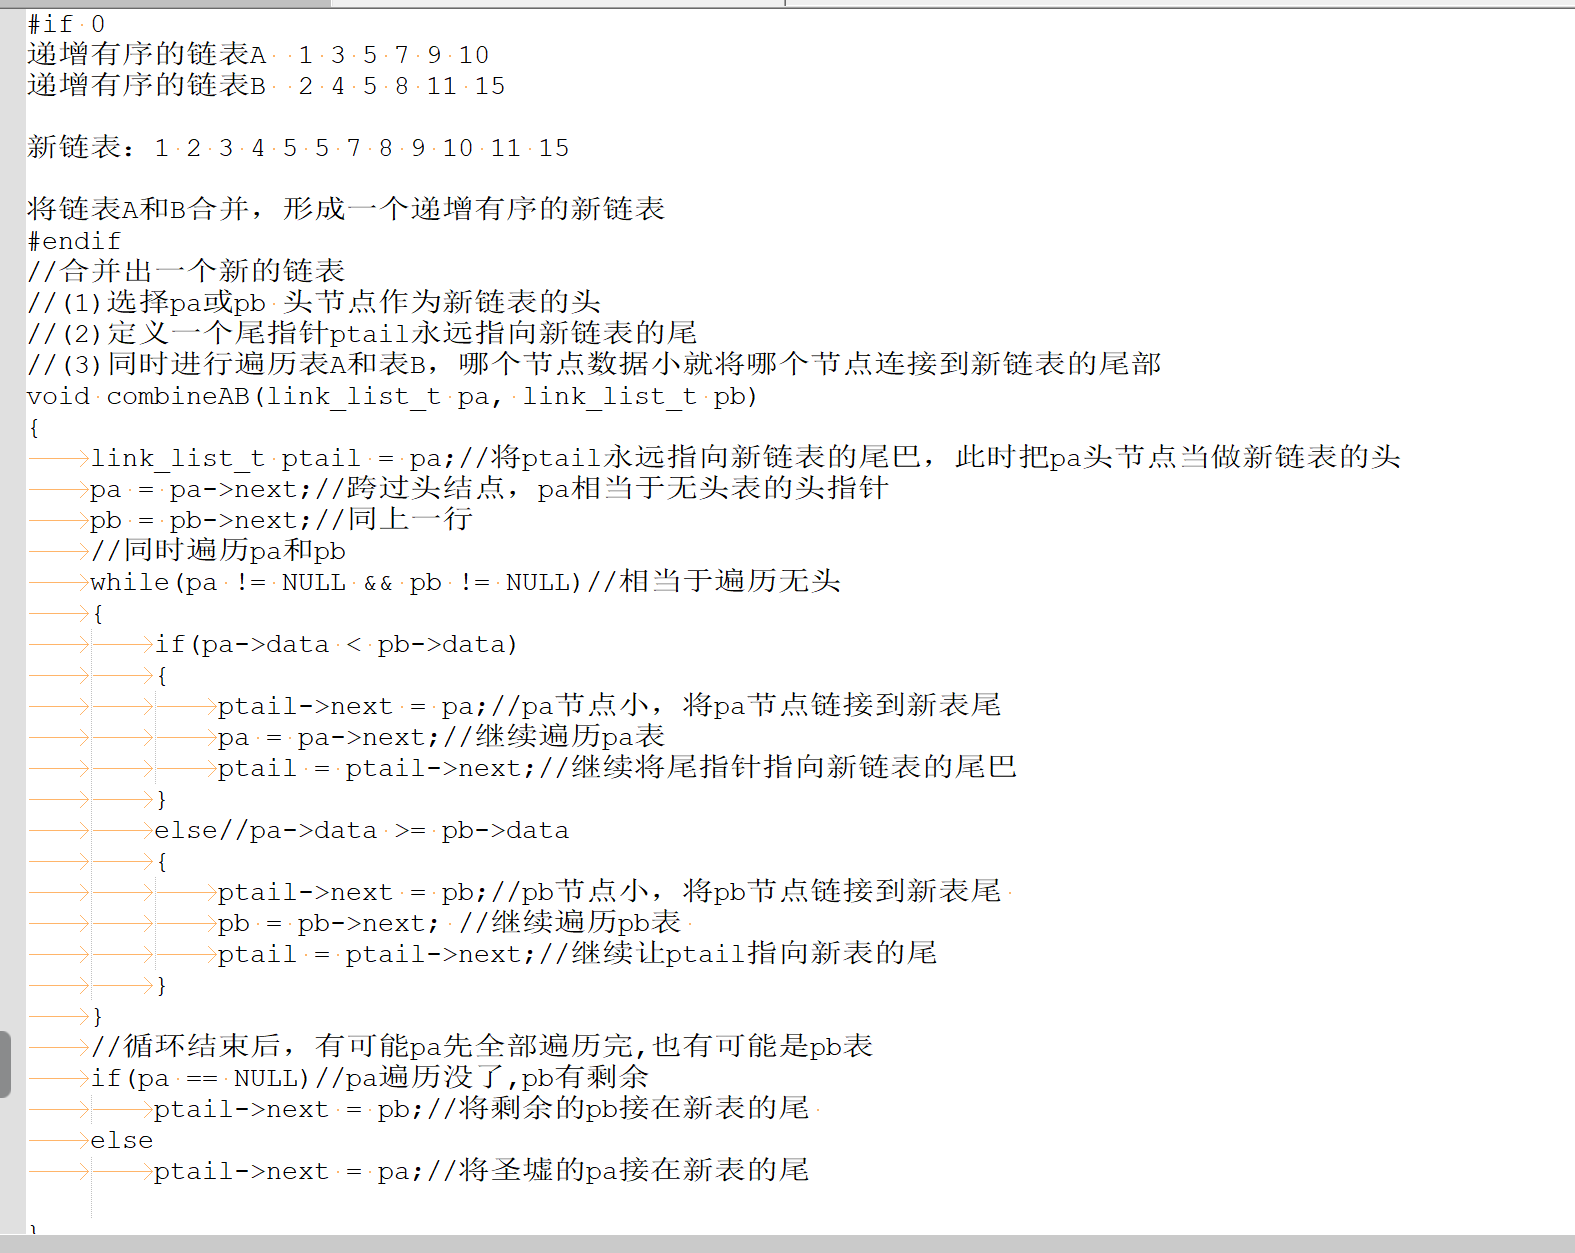 #if 0
递增有序的链表A  1 3 5 7 9 10
递增有序的链表B  2 4 5 8 11 15
新链表：1 2 3 4 5 5 7 8 9 10 11 15
将链表A和B合并，形成一个递增有序的新链表
#endif
//合并出一个新的链表
//(1)选择pa或pb 头节点作为新链表的头
//(2)定义一个尾指针ptail永远指向新链表的尾
//(3)同时进行遍历表A和表B，哪个节点数据小就将哪个节点连接到新链表的尾部
void combineAB(link_list_t pa, link_list_t pb)
{
	link_list_t ptail = pa;//将ptail永远指向新链表的尾巴，此时把pa头节点当做新链表的头
	pa = pa->next;//跨过头结点，pa相当于无头表的头指针
	pb = pb->next;//同上一行
	//同时遍历pa和pb
	while(pa != NULL && pb != NULL)//相当于遍历无头
	{
		if(pa->data < pb->data)
		{
			ptail->next = pa;//pa节点小，将pa节点链接到新表尾
			pa = pa->next;//继续遍历pa表
			ptail = ptail->next;//继续将尾指针指向新链表的尾巴
		}
		else//pa->data >= pb->data
		{
			ptail->next = pb;//pb节点小，将pb节点链接到新表尾
			pb = pb->next; //继续遍历pb表
			ptail = ptail->next;//继续让ptail指向新表的尾
		}
	}
	//循环结束后，有可能pa先全部遍历完,也有可能是pb表
	if(pa == NULL)//pa遍历没了,pb有剩余
		ptail->next = pb;//将剩余的pb接在新表的尾
	else
		ptail->next = pa;//将圣墟的pa接在新表的尾
}